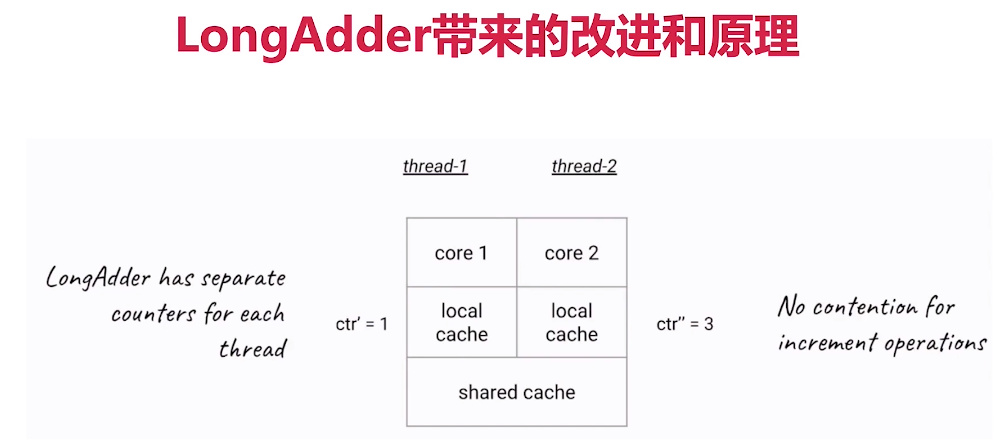 LongAdder带来的改进和原理
thread-1
thread-2
core 1
core 2
LongAdder has separate
counters for each
thread
ctr' = 1
local
cache
local
cache
ctr'' = 3
No contention for
increment operations
shared cache